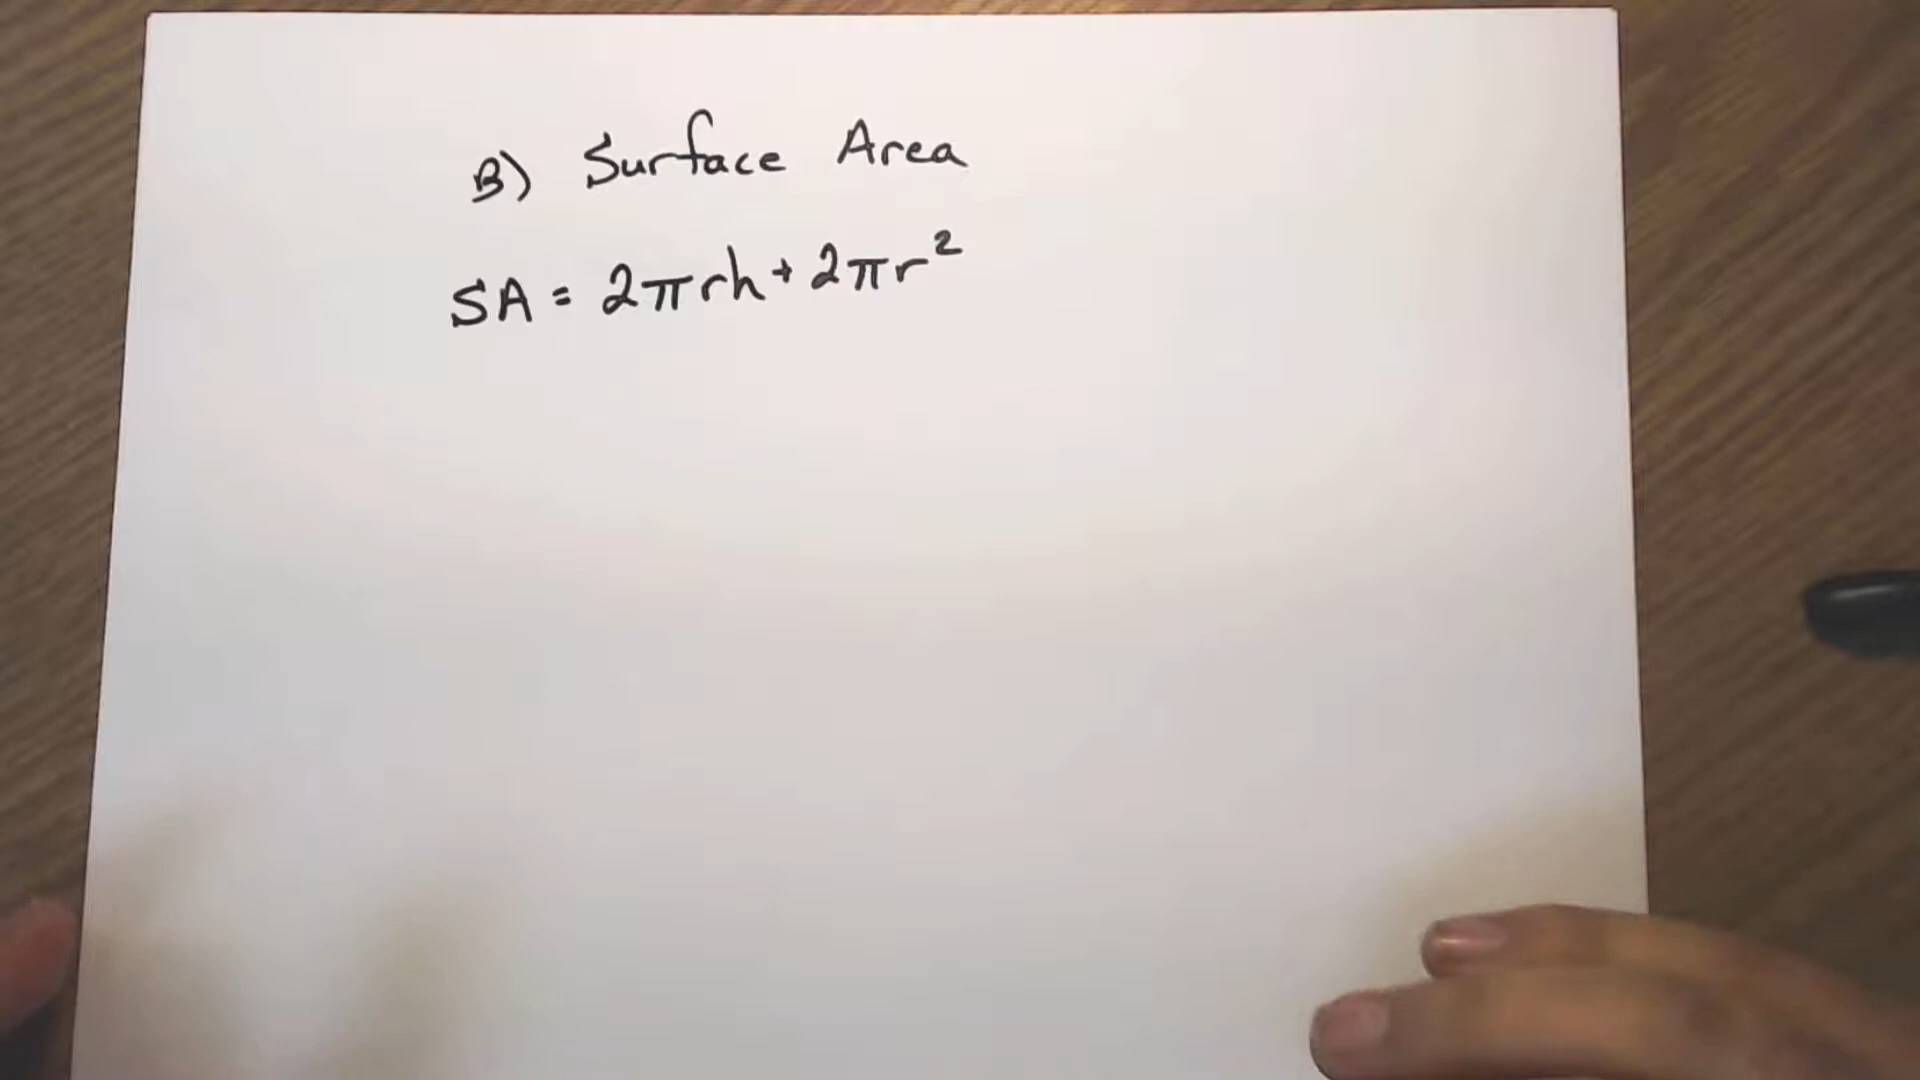 B) Surface Area
SA = 2πrh + 2πr²